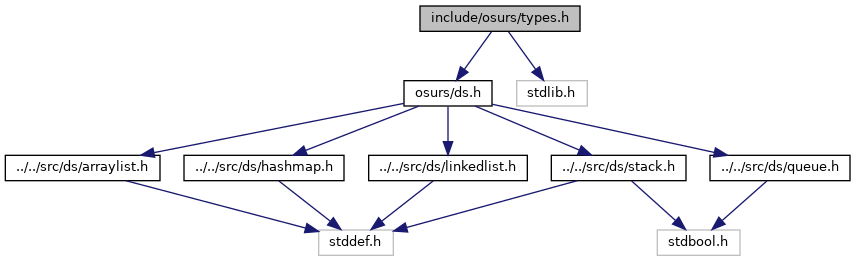 include/osurs/types.h
osurs/ds.h
stdlib.h
../../src/ds/arraylist.h
../../src/ds/hashmap.h
../../src/ds/linkedlist.h
../../src/ds/stack.h
../../src/ds/queue.h
stddef.h
stdbool.h